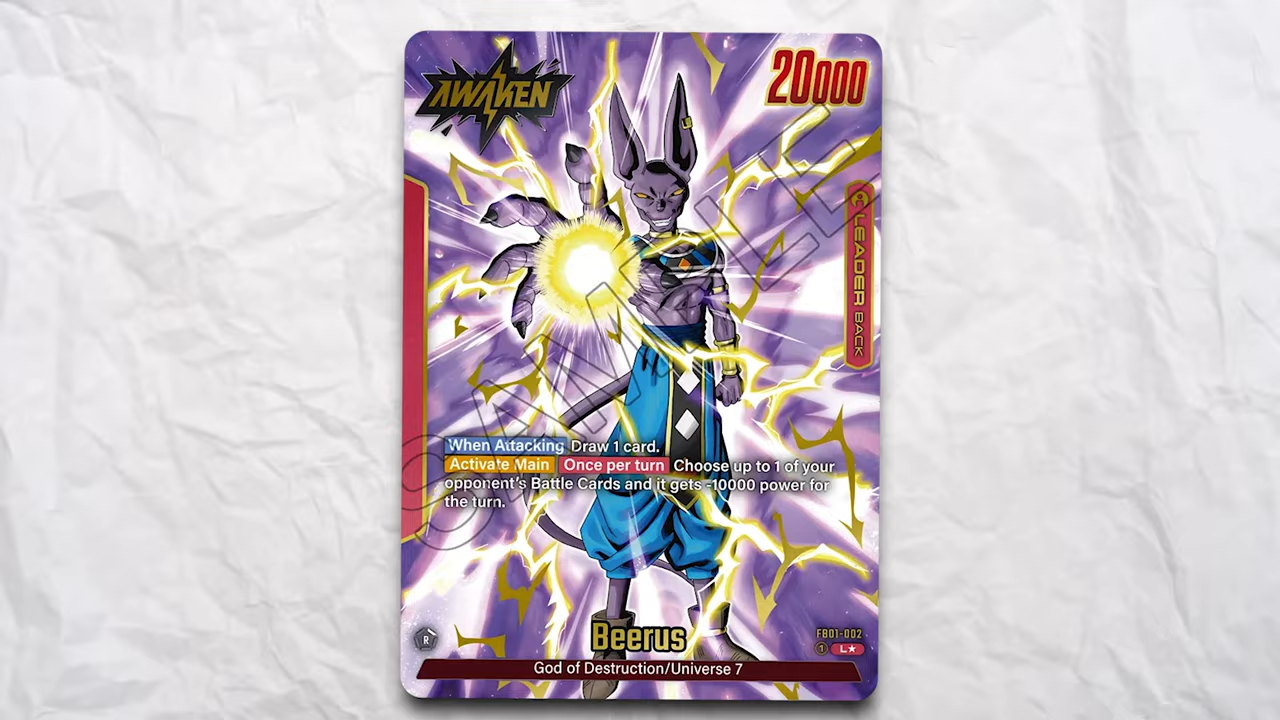 AWAKEN
20000
LEADER BACK
SAMPLE
When Attacking Draw 1 card.
Activate Main Once per turn Choose up to 1 of your
opponent's Battle Cards and it gets -10000 power for
the turn.
R
Beerus
FB01-002
1 L★
God of Destruction/Universe 7